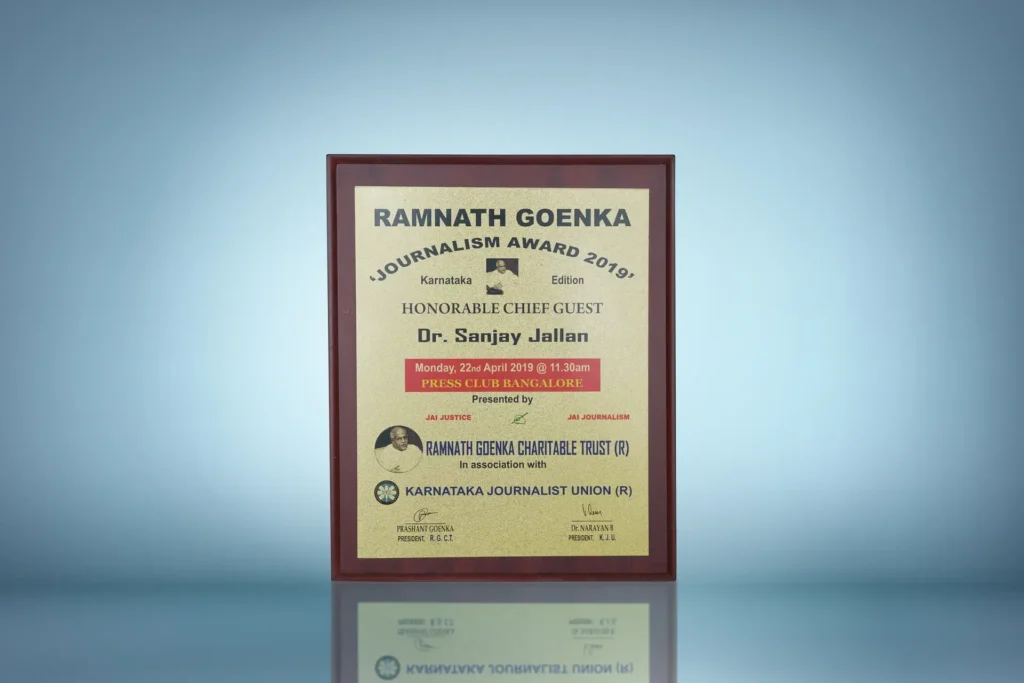 RAMNATH GOENKA
'JOURNALISM AWARD 2019'
Karnataka Edition
HONORABLE CHIEF GUEST
Dr. Sanjay Jallan
Monday, 22nd April 2019 @ 11.30am
PRESS CLUB BANGALORE
Presented by
JAI JUSTICE JAI JOURNALISM
RAMNATH GOENKA CHARITABLE TRUST (R)
In association with
KARNATAKA JOURNALIST UNION (R)
PRASHANT GOENKA Dr. NARAYAN B
PRESIDENT, R.G.C.T. PRESIDENT, K.J.U.